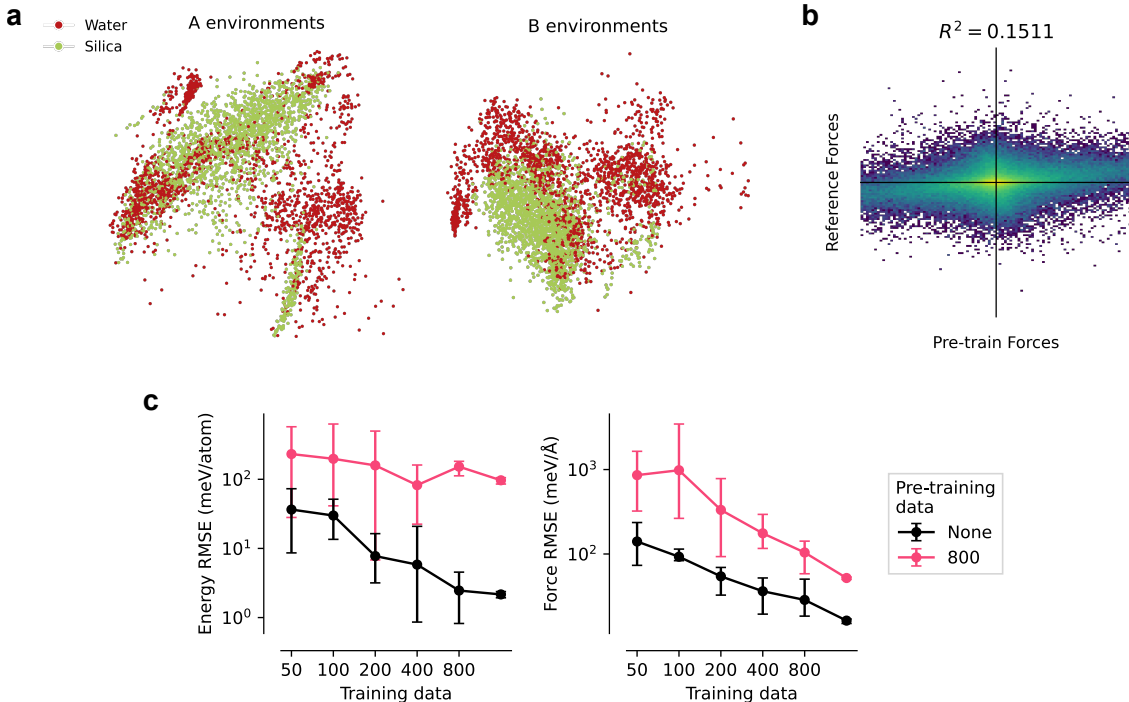 a
Water
Silica
A environments
B environments
b
R² = 0.1511
Reference Forces
Pre-train Forces
c
Energy RMSE (meV/atom)
10²
10¹
10⁰
50 100 200 400 800
Training data
Force RMSE (meV/Å)
10³
10²
50 100 200 400 800
Training data
Pre-training
data
None
800